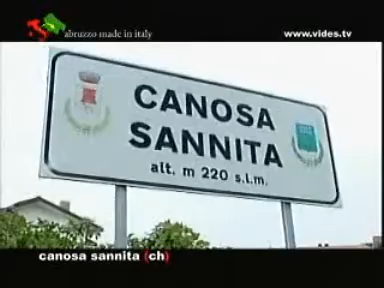 abruzzo made in italy
www.vides.tv
CANOSA
SANNITA
alt. m 220 s.l.m.
canosa sannita (ch)